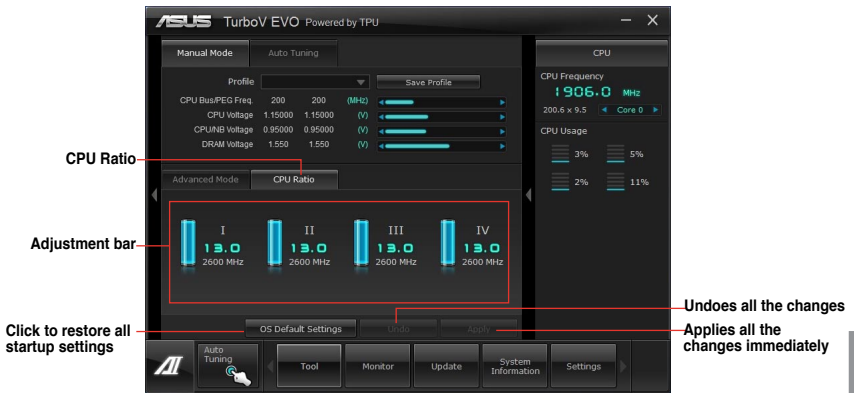 ASUS TurboV EVO Powered by TPU
Manual Mode
Auto Tuning
CPU
Profile
Save Profile
CPU Bus/PEG Freq. 200 200 (MHz)
CPU Voltage 1.15000 1.15000 (V)
CPU/NB Voltage 0.95000 0.95000 (V)
DRAM Voltage 1.550 1.550 (V)
CPU Frequency
1906.0 MHz
200.6 x 9.5 Core 0
CPU Usage
3% 5%
2% 11%
CPU Ratio
Advanced Mode
CPU Ratio
Adjustment bar
I II III IV
13.0 13.0 13.0 13.0
2600 MHz 2600 MHz 2600 MHz 2600 MHz
Undoes all the changes
Click to restore all
startup settings
OS Default Settings
Undo
Apply
Applies all the
changes immediately
AI
Auto
Tuning
Tool
Monitor
Update
System
Information
Settings